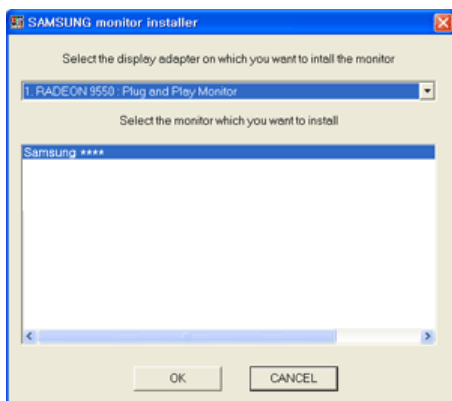 SAMSUNG monitor installer
Select the display adapter on which you want to intall the monitor
1. RADEON 9550 : Plug and Play Monitor
Select the monitor which you want to install
Samsung ****
OK
CANCEL